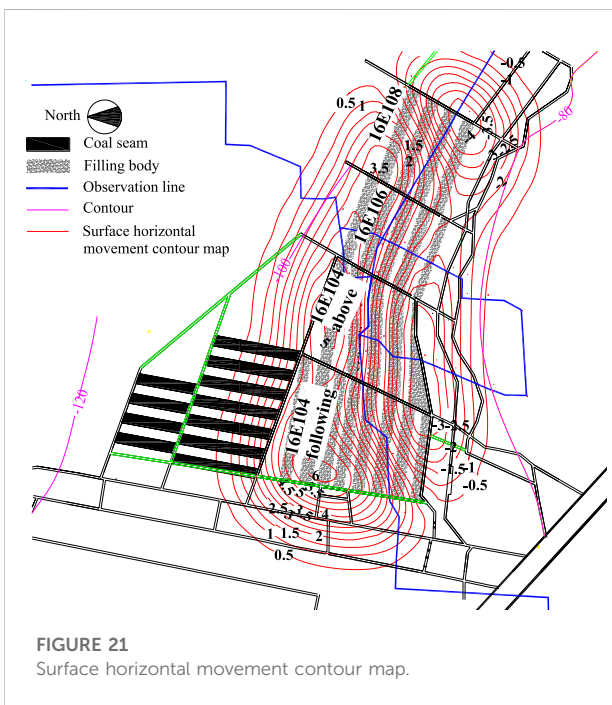 North
Coal seam
Filling body
Observation line
Contour
Surface horizontal
movement contour map
0.5
1
16E108
-0.5
-1
-80
3.5
1.5
2
-2
16E106
-100
16E104
above
5
16E104
following
-120
6
2.5
3.5
4
1
1.5
2
0.5
-3
-2
-1.5
-1
-0.5
FIGURE 21
Surface horizontal movement contour map.